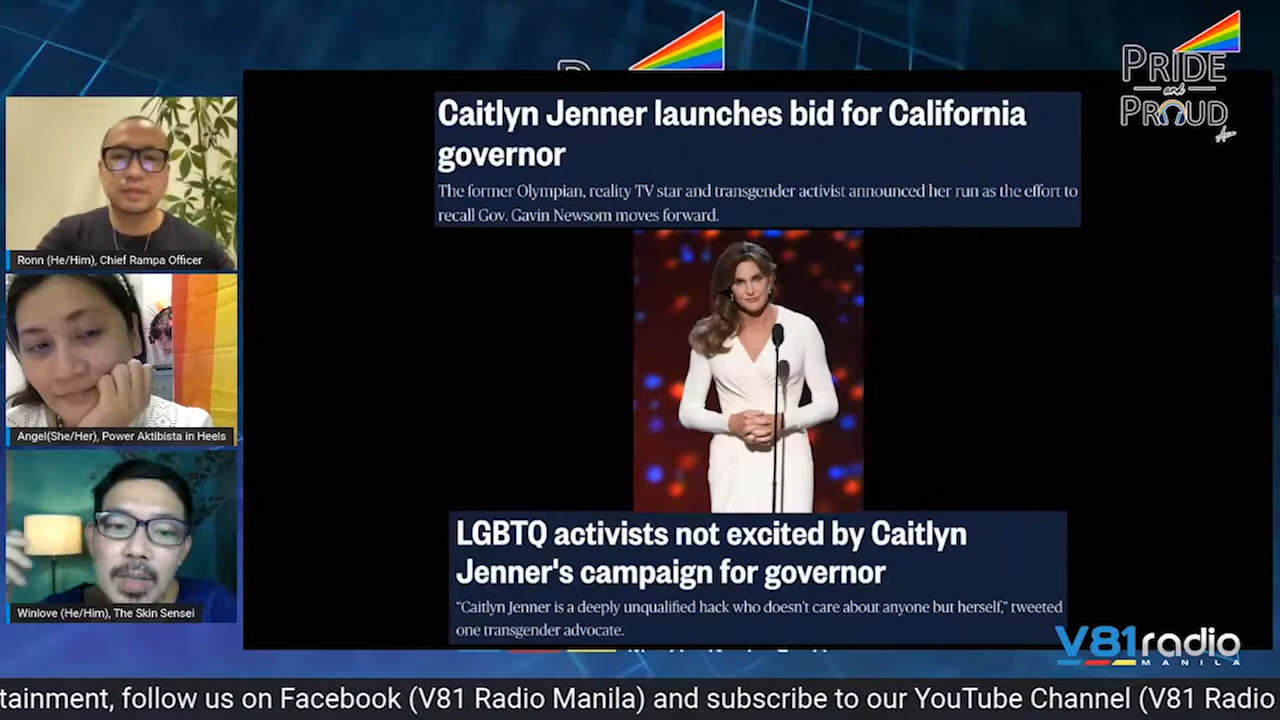 PRIDE
and
PROUD
Caitlyn Jenner launches bid for California
governor
The former Olympian, reality TV star and transgender activist announced her run as the effort to
recall Gov. Gavin Newsom moves forward.
Ronn (He/Him), Chief Rampa Officer
Angel(She/Her), Power Aktibista in Heels
Winlove (He/Him), The Skin Sensei
LGBTQ activists not excited by Caitlyn
Jenner's campaign for governor
“Caitlyn Jenner is a deeply unqualified hack who doesn't care about anyone but herself,” tweeted
one transgender advocate.
V81radio
MANILA
tainment, follow us on Facebook (V81 Radio Manila) and subscribe to our YouTube Channel (V81 Radio